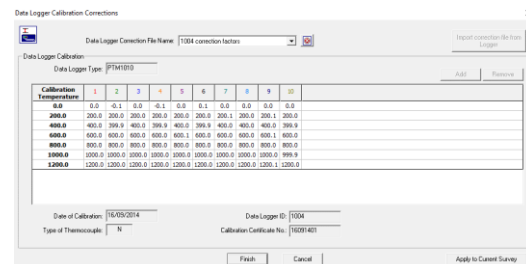 Data Logger Calibration Corrections
Data Logger Correction File Name: 1004 correction factors
Import correction file from Logger
Data Logger Calibration
Data Logger Type: PTM1010
Add Remove
Calibration Temperature 1 2 3 4 5 6 7 8 9 10
0.0 0.0 -0.1 0.0 -0.1 0.0 0.1 0.0 0.0 0.0 0.0
200.0 200.0 200.0 200.0 200.0 200.0 200.0 200.1 200.0 200.1 200.0
400.0 400.0 399.9 400.0 399.9 400.0 399.9 400.0 400.0 400.0 399.9
600.0 600.0 600.0 600.0 600.0 600.1 600.0 600.0 600.0 600.1 600.0
800.0 800.0 800.0 800.0 800.0 800.0 800.0 800.0 800.0 800.0 800.0
1000.0 1000.0 1000.0 1000.0 1000.0 1000.0 1000.0 1000.0 1000.0 1000.0 999.9
1200.0 1200.0 1200.0 1200.0 1200.0 1200.0 1200.0 1200.0 1200.0 1200.1 1200.0
Date of Calibration: 16/09/2014 Data Logger ID: 1004
Type of Thermocouple: N Calibration Certificate No.: 16091401
Finish Cancel Apply to Current Survey